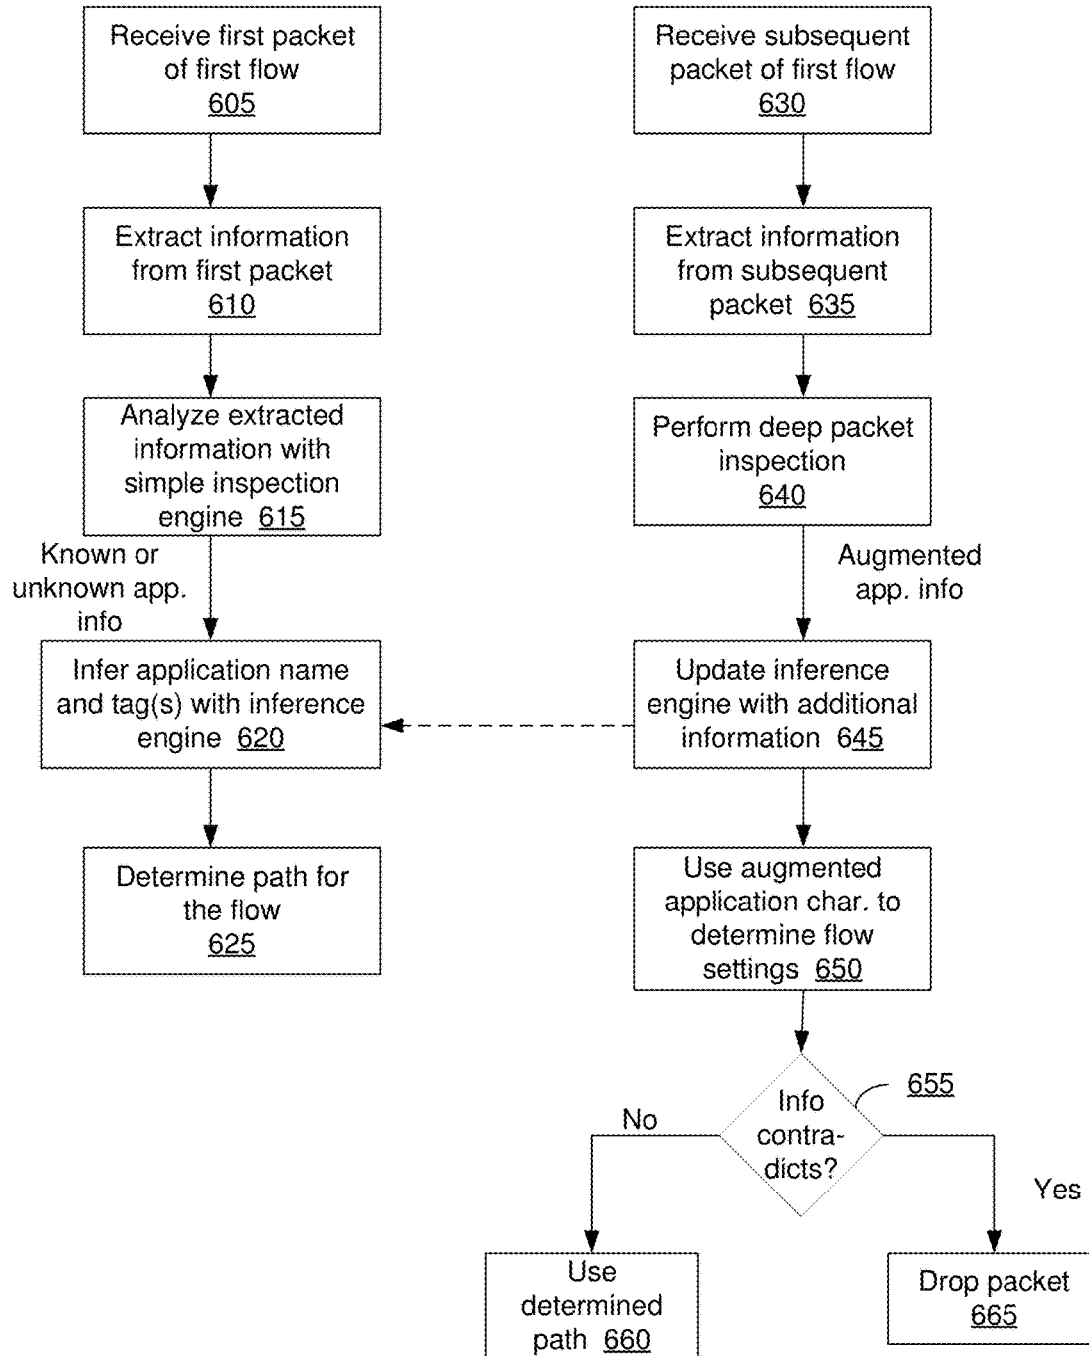 Receive first packet
of first flow
605
Extract information
from first packet
610
Analyze extracted
information with
simple inspection
engine 615
Known or
unknown app.
info
Infer application name
and tag(s) with inference
engine 620
Determine path for
the flow
625
Receive subsequent
packet of first flow
630
Extract information
from subsequent
packet 635
Perform deep packet
inspection
640
Augmented
app. info
Update inference
engine with additional
information 645
Use augmented
application char. to
determine flow
settings 650
655
Info
contra-
dicts?
No
Yes
Use
determined
path 660
Drop packet
665